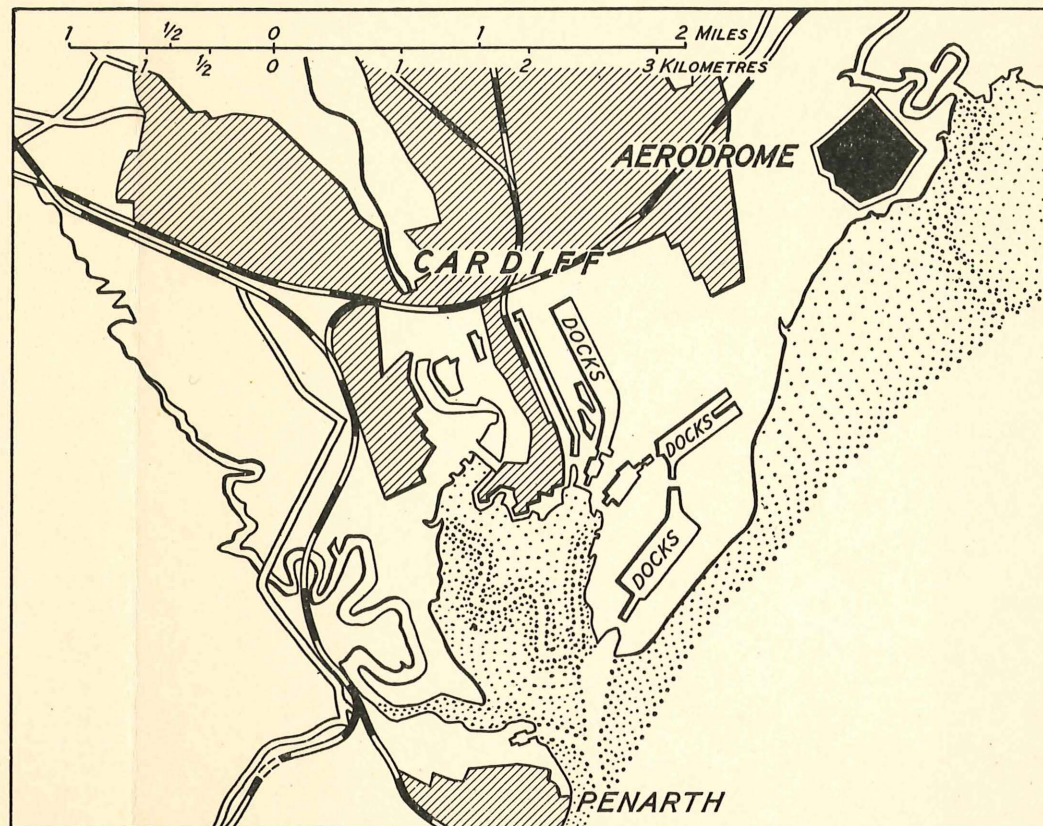 1 ½ 0 1 2 MILES
1 ½ 0 1 2 3 KILOMETRES
AERODROME
CARDIFF
DOCKS
DOCKS
DOCKS
PENARTH